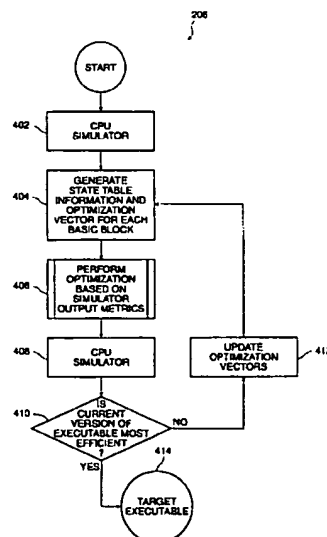 206
START
402
CPU
SIMULATOR
404
GENERATE
STATE TABLE
INFORMATION AND
OPTIMIZATION
VECTOR FOR EACH
BASIC BLOCK
406
PERFORM
OPTIMIZATION
BASED ON
SIMULATOR
OUTPUT METRICS
408
CPU
SIMULATOR
UPDATE
OPTIMIZATION
VECTORS
412
410
IS
CURRENT
VERSION OF
EXECUTABLE MOST
EFFICIENT
?
NO
YES
414
TARGET
EXECUTABLE